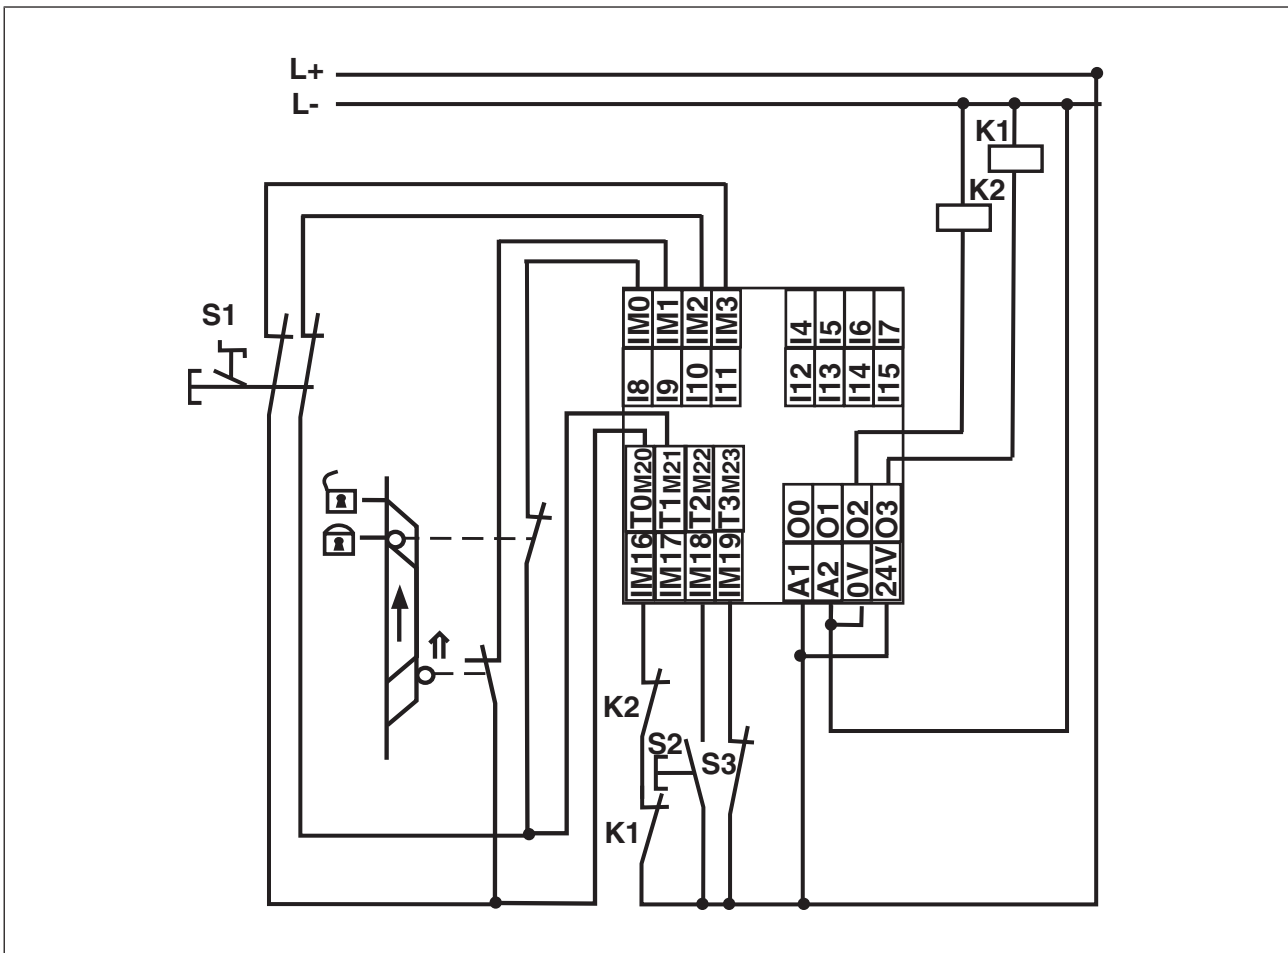 L+
L-
K1
K2
S1
IM0 IM1 IM2 IM3
I4 I5 I6 I7
I8 I9 I10 I11
I12 I13 I14 I15
T0M20 T1M21 T2M22 T3M23
O0 O1 O2 O3
IM16 IM17 IM18 IM19
A1 A2 0V 24V
K2
S2
S3
K1